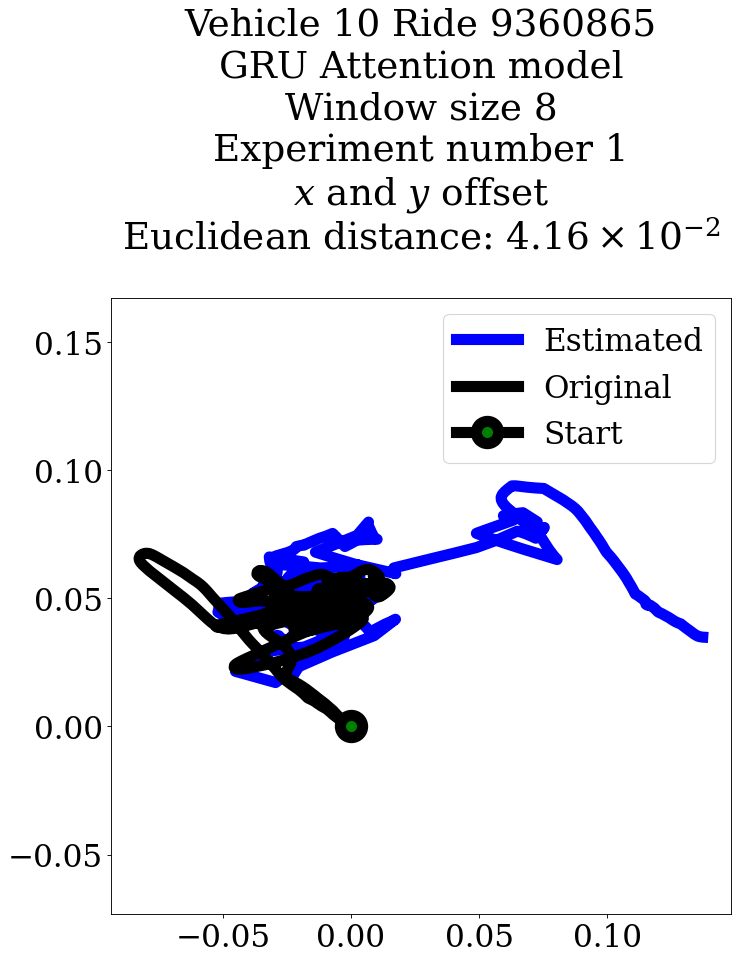 Vehicle 10 Ride 9360865
GRU Attention model
Window size 8
Experiment number 1
x and y offset
Euclidean distance: 4.16 × 10⁻²
Estimated
Original
Start
0.15
0.10
0.05
0.00
−0.05
−0.05 0.00 0.05 0.10